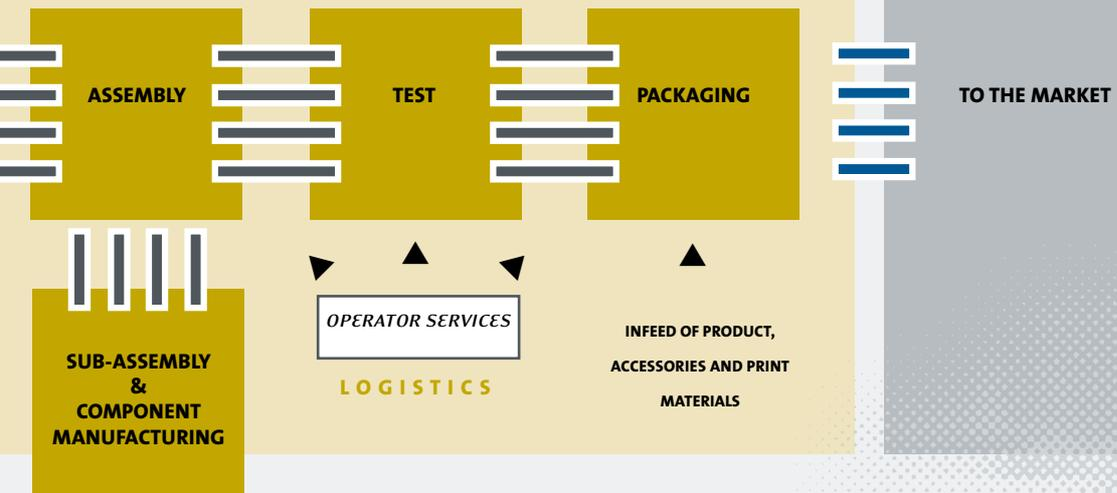 ASSEMBLY
TEST
PACKAGING
TO THE MARKET
SUB-ASSEMBLY
&
COMPONENT
MANUFACTURING
OPERATOR SERVICES
LOGISTICS
INFEED OF PRODUCT,
ACCESSORIES AND PRINT
MATERIALS